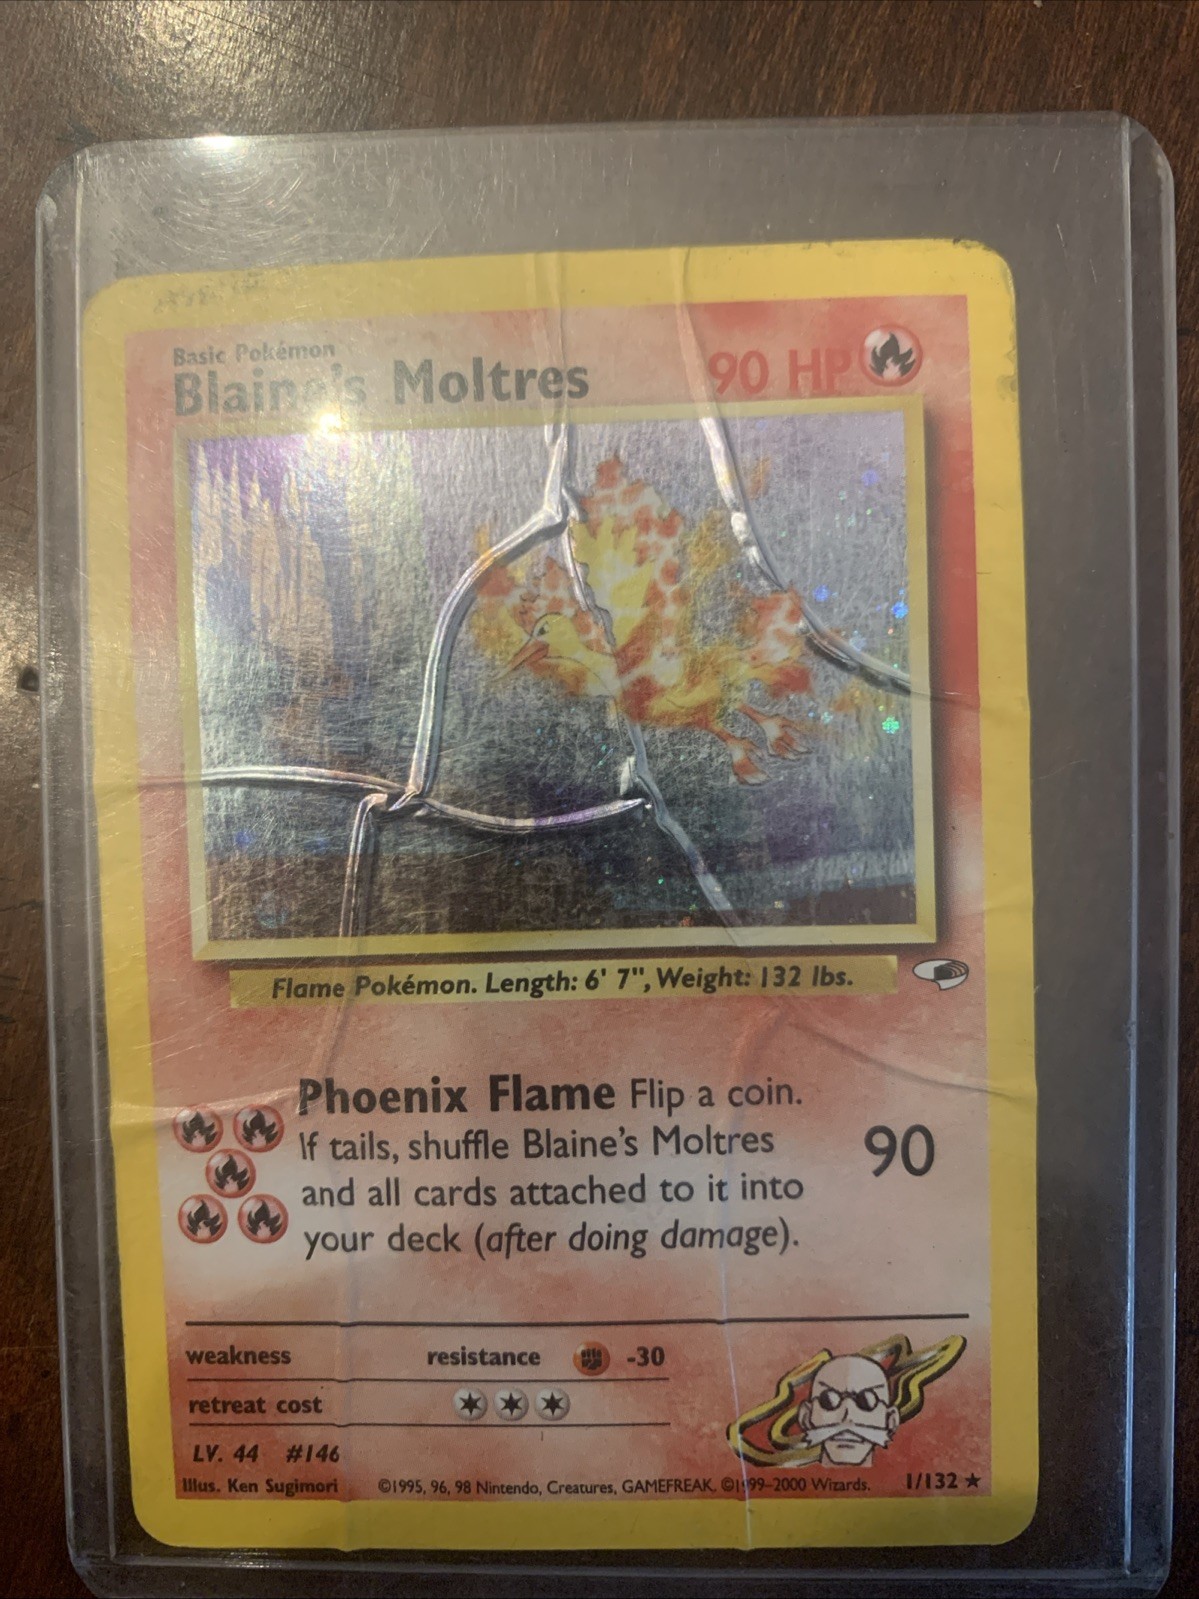 Basic Pokémon
Blaine's Moltres 90 HP
Flame Pokémon. Length: 6' 7", Weight: 132 lbs.
Phoenix Flame Flip a coin.
If tails, shuffle Blaine's Moltres
and all cards attached to it into
your deck (after doing damage).
90
weakness resistance -30
retreat cost
LV. 44 #146
Illus. Ken Sugimori ©1995, 96, 98 Nintendo, Creatures, GAMEFREAK. ©1999–2000 Wizards. 1/132 ★